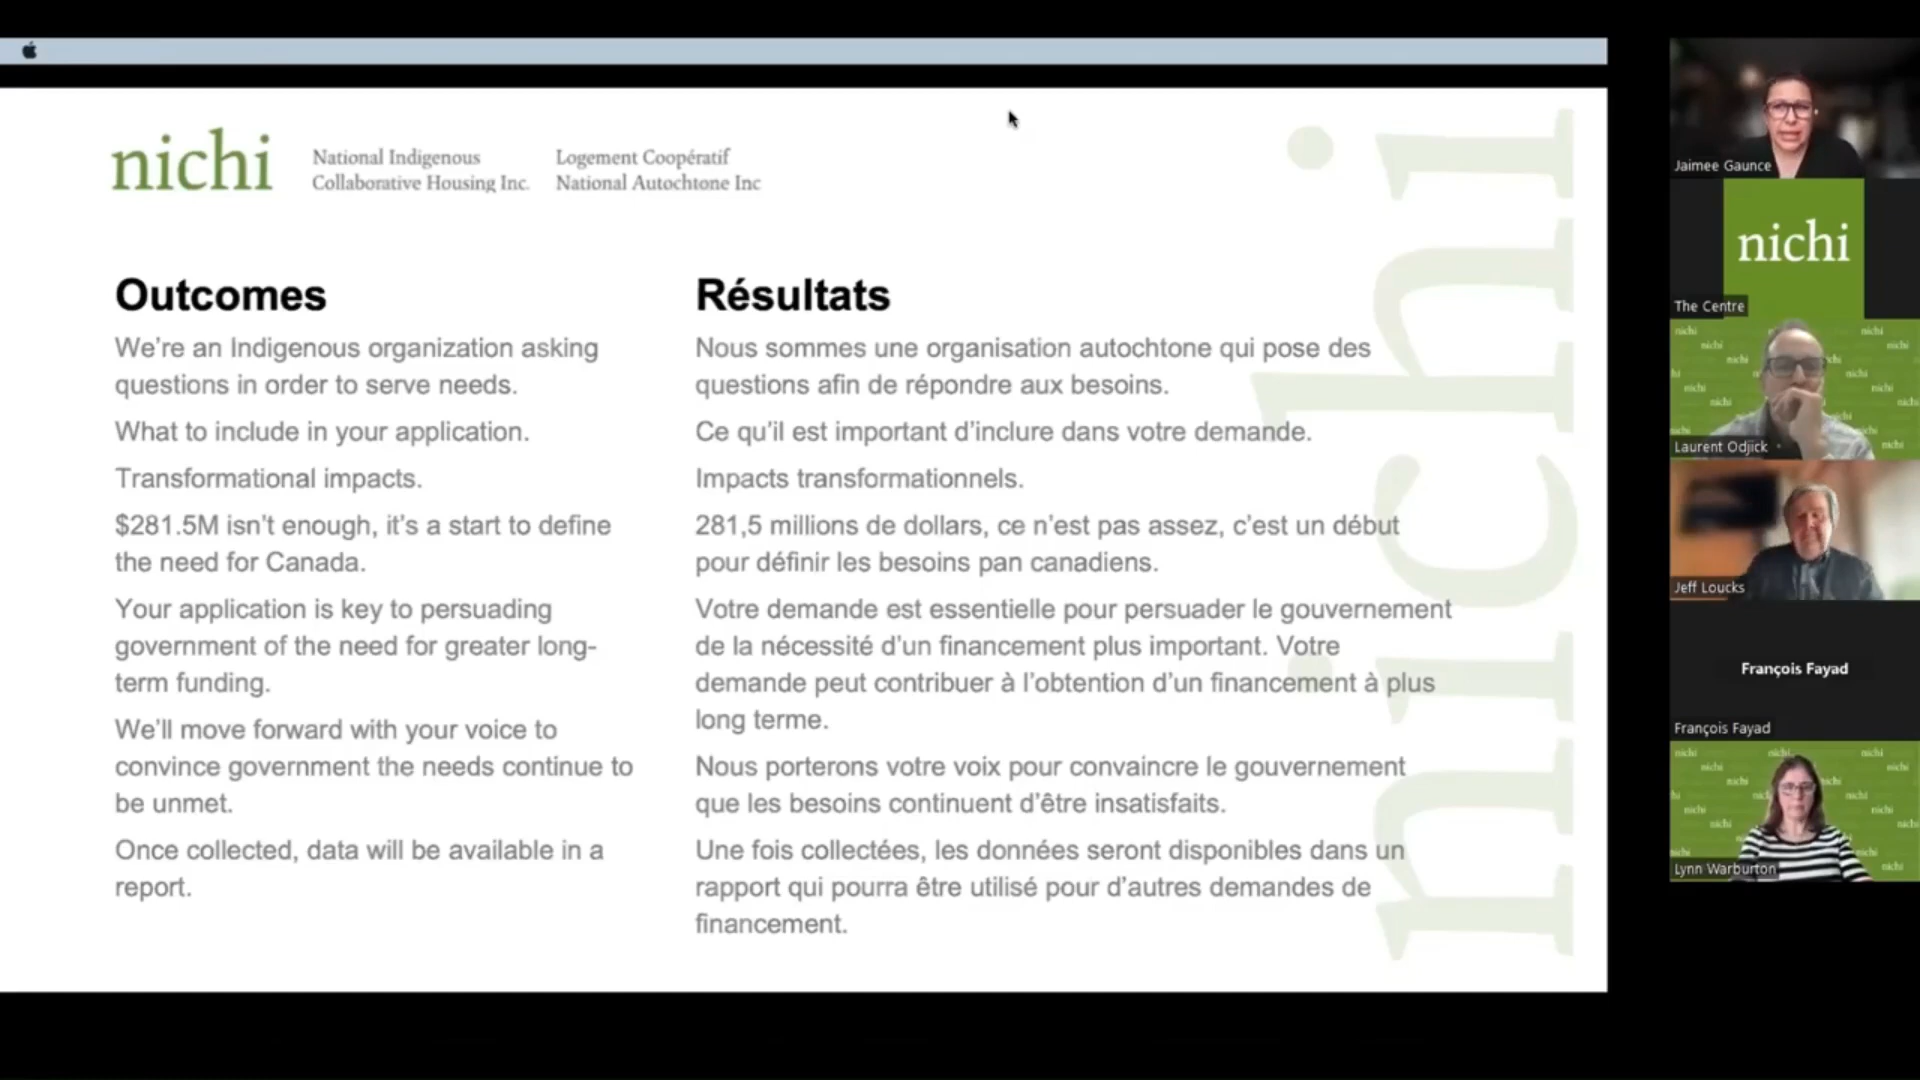 nichi
National Indigenous
Collaborative Housing Inc.
Logement Coopératif
National Autochtone Inc
nichi
Outcomes
We’re an Indigenous organization asking
questions in order to serve needs.
What to include in your application.
Transformational impacts.
$281.5M isn’t enough, it’s a start to define
the need for Canada.
Your application is key to persuading
government of the need for greater long-
term funding.
We’ll move forward with your voice to
convince government the needs continue to
be unmet.
Once collected, data will be available in a
report.
Résultats
Nous sommes une organisation autochtone qui pose des
questions afin de répondre aux besoins.
Ce qu’il est important d’inclure dans votre demande.
Impacts transformationnels.
281,5 millions de dollars, ce n’est pas assez, c’est un début
pour définir les besoins pan canadiens.
Votre demande est essentielle pour persuader le gouvernement
de la nécessité d’un financement plus important. Votre
demande peut contribuer à l’obtention d’un financement à plus
long terme.
Nous porterons votre voix pour convaincre le gouvernement
que les besoins continuent d’être insatisfaits.
Une fois collectées, les données seront disponibles dans un
rapport qui pourra être utilisé pour d’autres demandes de
financement.
Jaimee Gaunce
nichi
The Centre
Laurent Odjick
Jeff Loucks
François Fayad
François Fayad
Lynn Warburton